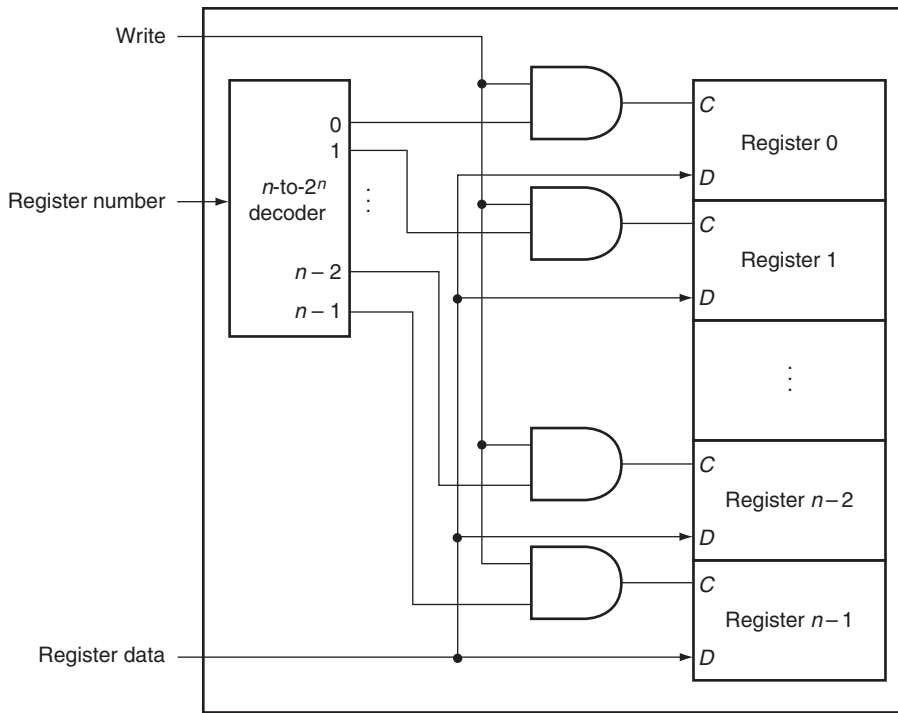 Write
C
0
Register 0
1
D
n-to-2ⁿ
Register number
decoder
C
Register 1
n – 2
D
n – 1
C
Register n – 2
D
C
Register n – 1
Register data
D